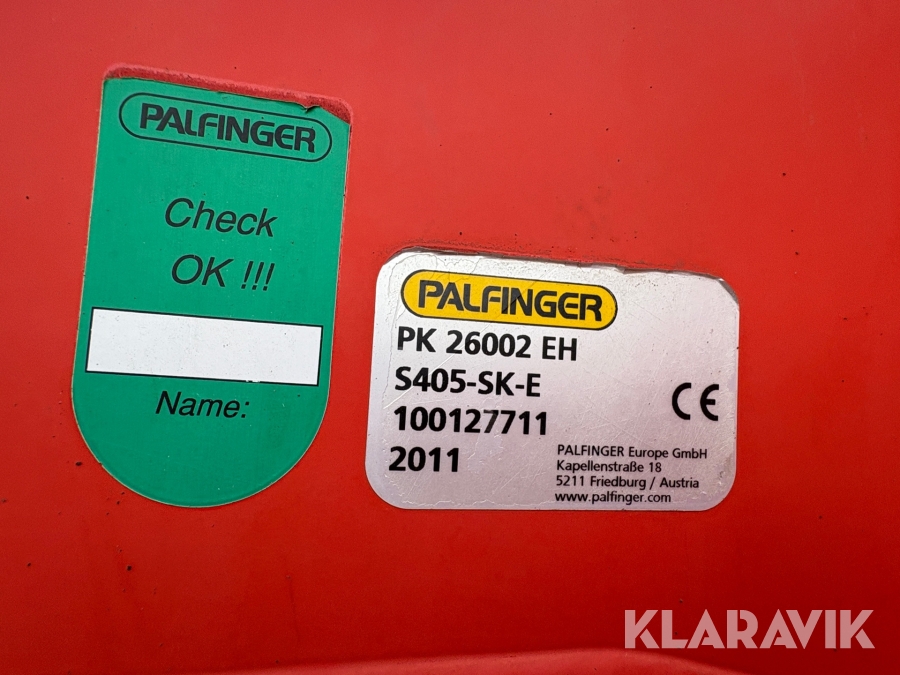 PALFINGER
Check
OK !!!
Name:
PALFINGER
PK 26002 EH
S405-SK-E
100127711
2011
CE
PALFINGER Europe GmbH
Kapellenstraße 18
5211 Friedburg / Austria
www.palfinger.com
KLARAVIK